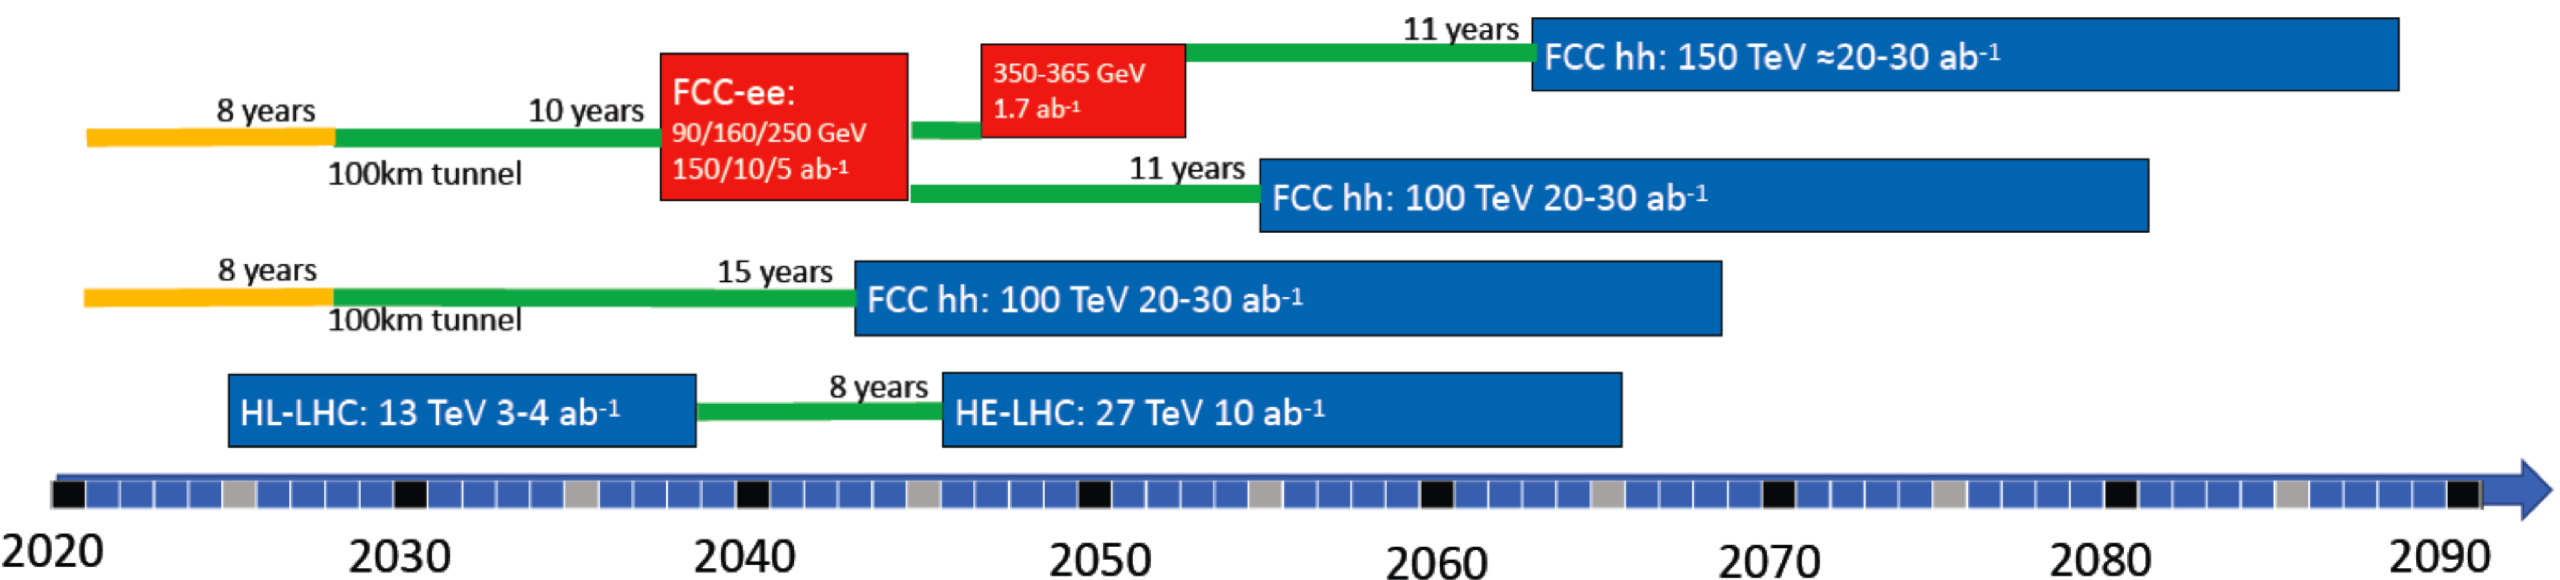 11 years
FCC hh: 150 TeV ≈20-30 ab-1
350-365 GeV
1.7 ab-1
8 years
10 years
FCC-ee:
90/160/250 GeV
150/10/5 ab-1
100km tunnel
11 years
FCC hh: 100 TeV 20-30 ab-1
8 years
15 years
FCC hh: 100 TeV 20-30 ab-1
100km tunnel
HL-LHC: 13 TeV 3-4 ab-1
8 years
HE-LHC: 27 TeV 10 ab-1
2020 2030 2040 2050 2060 2070 2080 2090